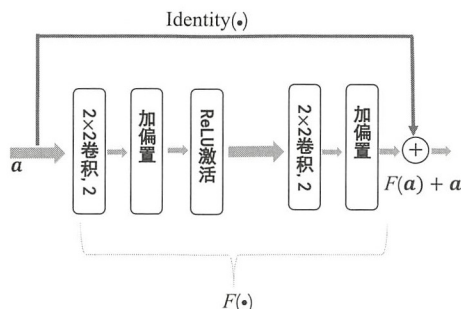 Identity(•)
a
2×2卷积, 2
加偏置
ReLU激活
2×2卷积, 2
加偏置
+
F(a) + a
F(•)